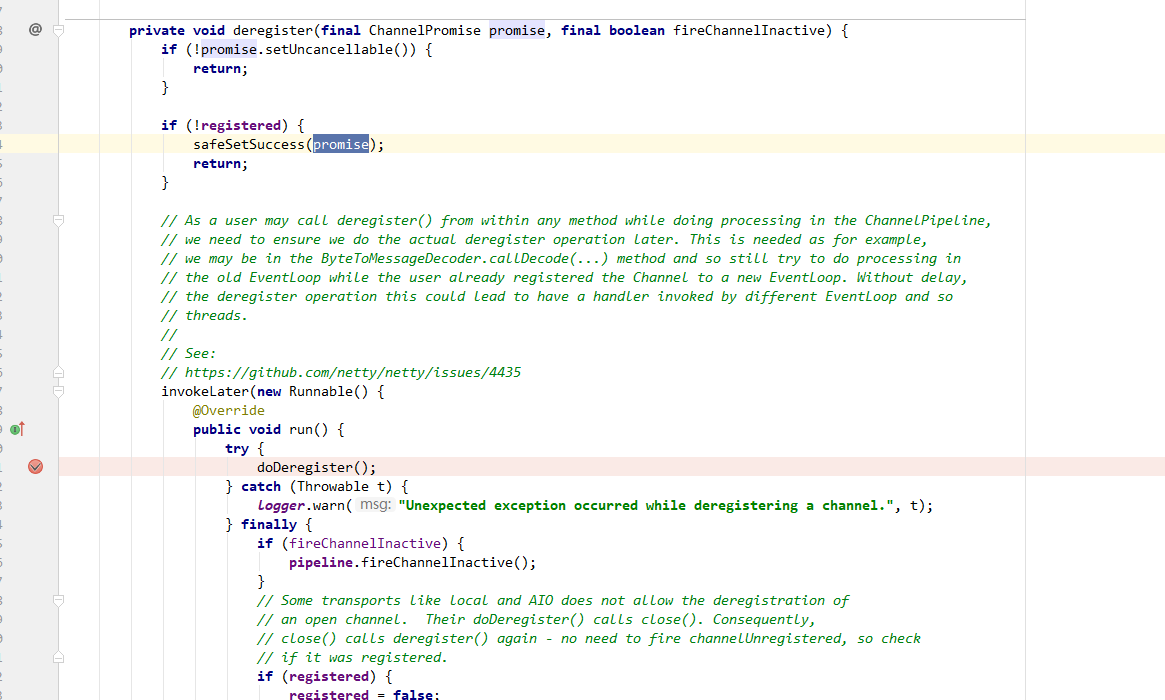 private void deregister(final ChannelPromise promise, final boolean fireChannelInactive) {
if (!promise.setUncancellable()) {
return;
}
if (!registered) {
safeSetSuccess(promise);
return;
}
// As a user may call deregister() from within any method while doing processing in the ChannelPipeline,
// we need to ensure we do the actual deregister operation later. This is needed as for example,
// we may be in the ByteToMessageDecoder.callDecode(...) method and so still try to do processing in
// the old EventLoop while the user already registered the Channel to a new EventLoop. Without delay,
// the deregister operation this could lead to have a handler invoked by different EventLoop and so
// threads.
//
// See:
// https://github.com/netty/netty/issues/4435
invokeLater(new Runnable() {
@Override
public void run() {
try {
doDeregister();
} catch (Throwable t) {
logger.warn( msg: "Unexpected exception occurred while deregistering a channel.", t);
} finally {
if (fireChannelInactive) {
pipeline.fireChannelInactive();
}
// Some transports like local and AIO does not allow the deregistration of
// an open channel.  Their doDeregister() calls close(). Consequently,
// close() calls deregister() again - no need to fire channelUnregistered, so check
// if it was registered.
if (registered) {
registered = false;